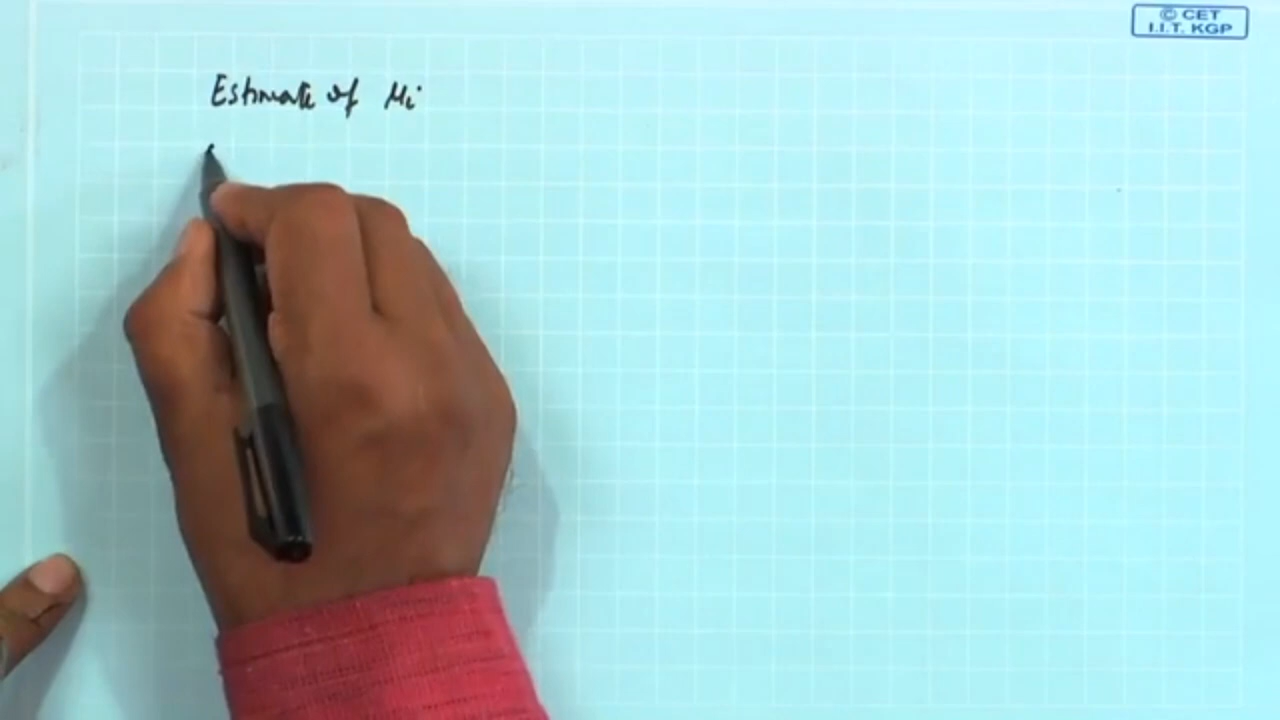 © CET
I.I.T. KGP
Estimate of μi